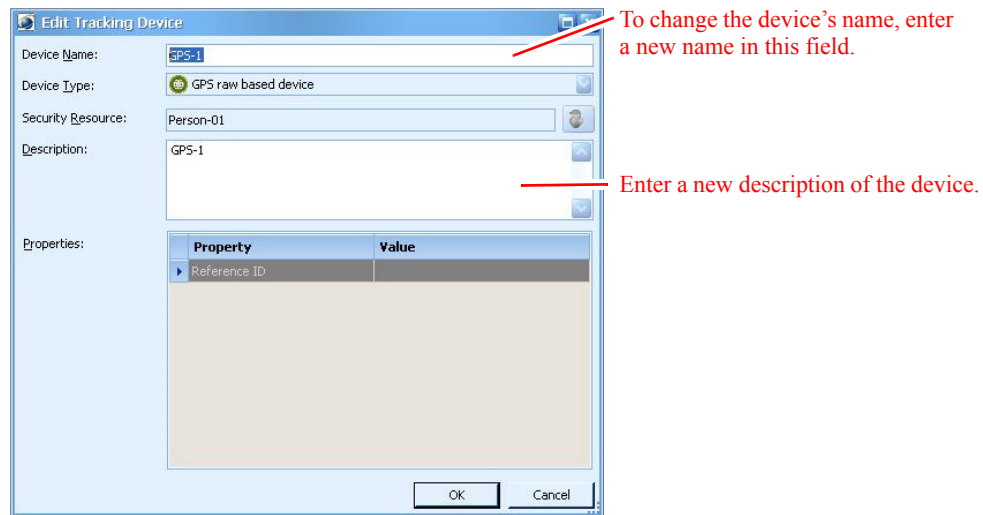 Edit Tracking Device
To change the device’s name, enter
a new name in this field.
Device Name:
GPS-1
Device Type:
GPS raw based device
Security Resource:
Person-01
Description:
GPS-1
Enter a new description of the device.
Properties:
Property Value
Reference ID
OK Cancel